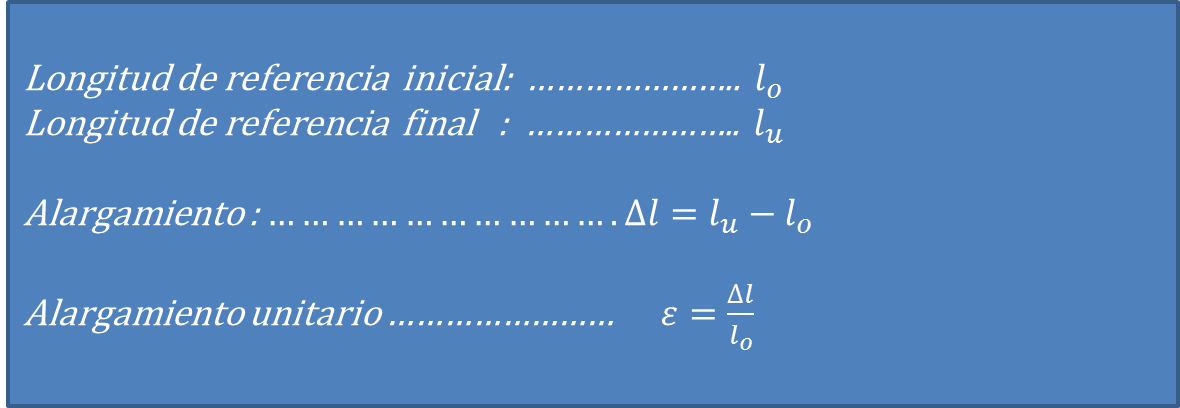 Longitud de referencia inicial: ………………….. lₒ
Longitud de referencia final : ………………….. lᵤ
Alargamiento : … … … … … … … … … … . Δl = lᵤ − lₒ
Alargamiento unitario …………………… ε = Δl/lₒ